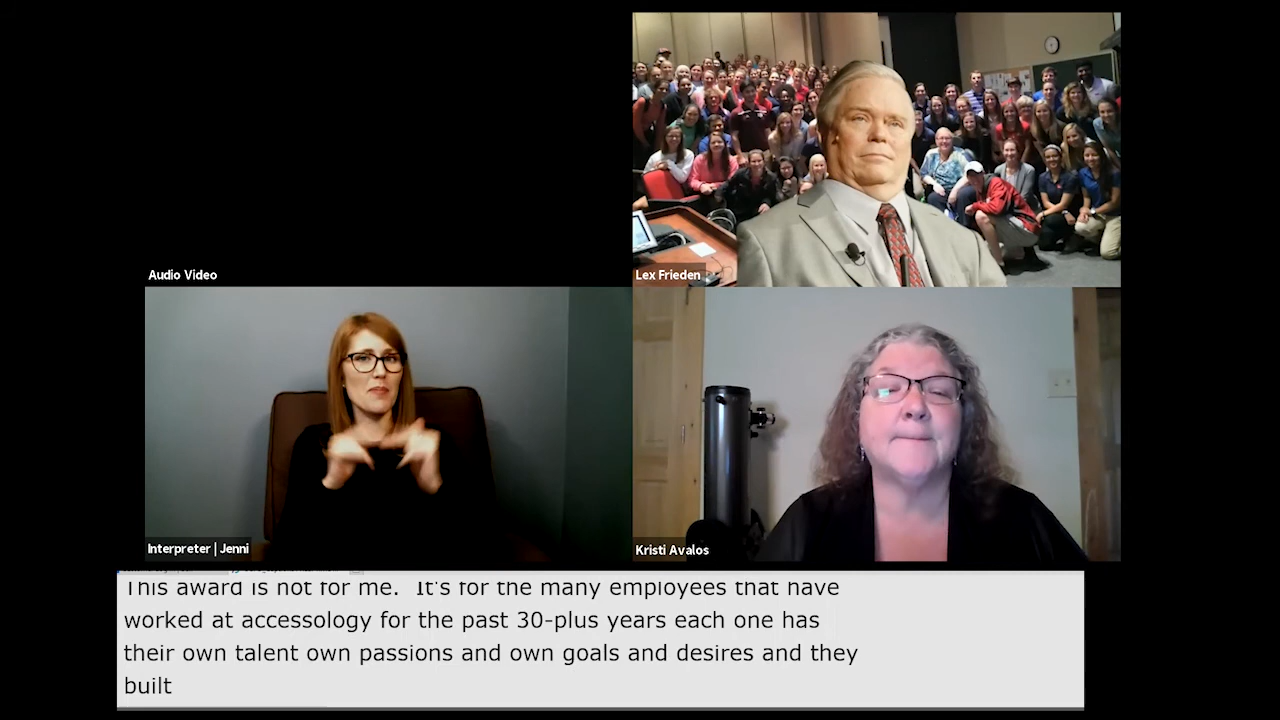 Audio Video
Lex Frieden
Interpreter | Jenni
Kristi Avalos
This award is not for me.  It's for the many employees that have
worked at accessology for the past 30-plus years each one has
their own talent own passions and own goals and desires and they
built